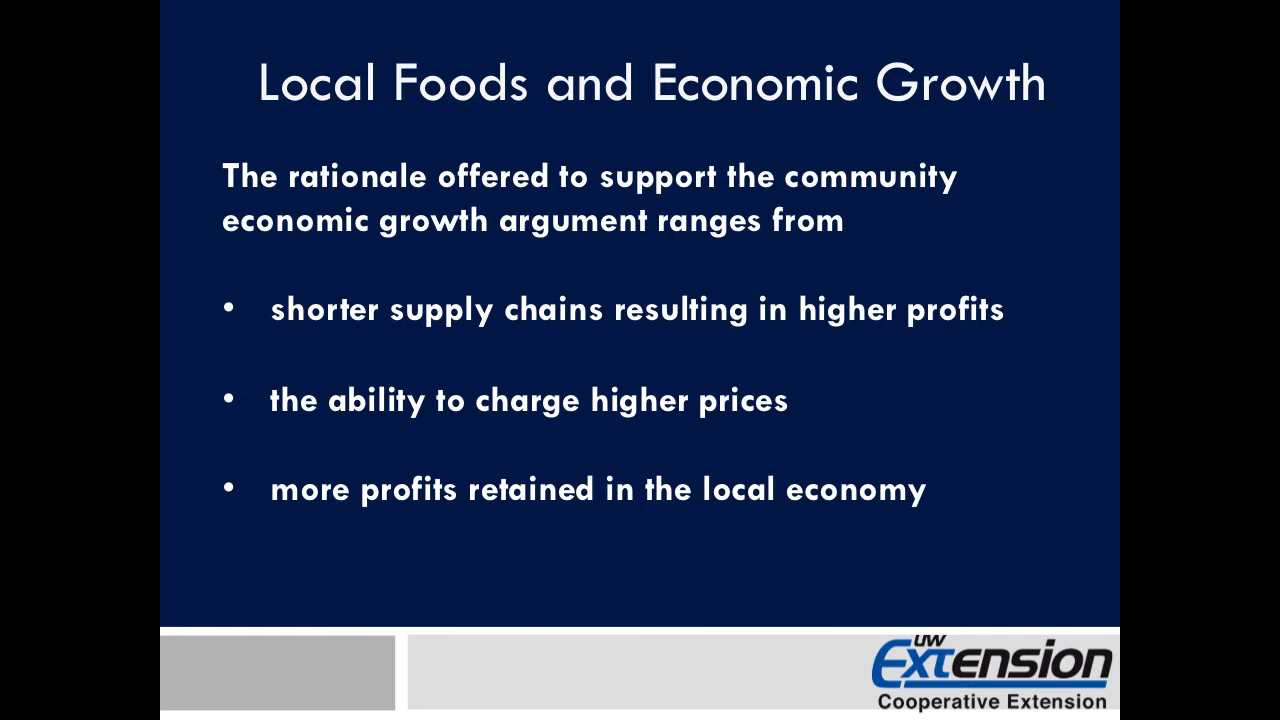 Local Foods and Economic Growth
The rationale offered to support the community
economic growth argument ranges from
• shorter supply chains resulting in higher profits
• the ability to charge higher prices
• more profits retained in the local economy
UW
Extension
Cooperative Extension